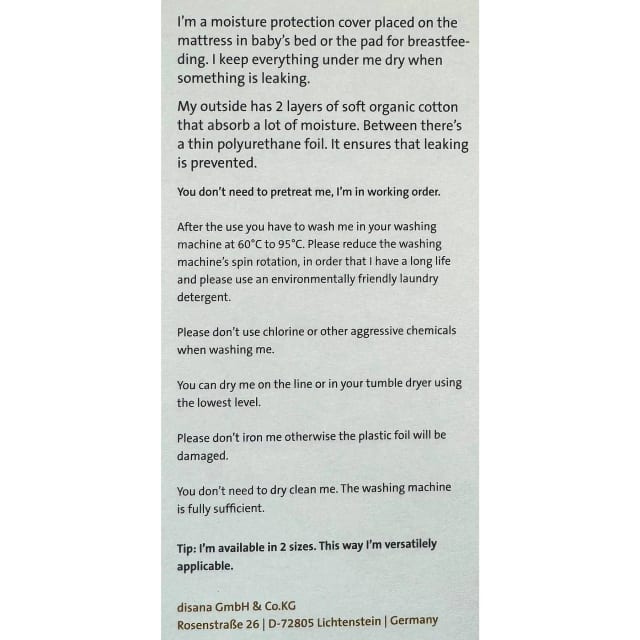 I'm a moisture protection cover placed on the
mattress in baby's bed or the pad for breastfee-
ding. I keep everything under me dry when
something is leaking.
My outside has 2 layers of soft organic cotton
that absorb a lot of moisture. Between there's
a thin polyurethane foil. It ensures that leaking
is prevented.
You don't need to pretreat me, I'm in working order.
After the use you have to wash me in your washing
machine at 60°C to 95°C. Please reduce the washing
machine's spin rotation, in order that I have a long life
and please use an environmentally friendly laundry
detergent.
Please don't use chlorine or other aggressive chemicals
when washing me.
You can dry me on the line or in your tumble dryer using
the lowest level.
Please don't iron me otherwise the plastic foil will be
damaged.
You don't need to dry clean me. The washing machine
is fully sufficient.
Tip: I'm available in 2 sizes. This way I'm versatilely
applicable.
disana GmbH & Co.KG
Rosenstraße 26 | D-72805 Lichtenstein | Germany